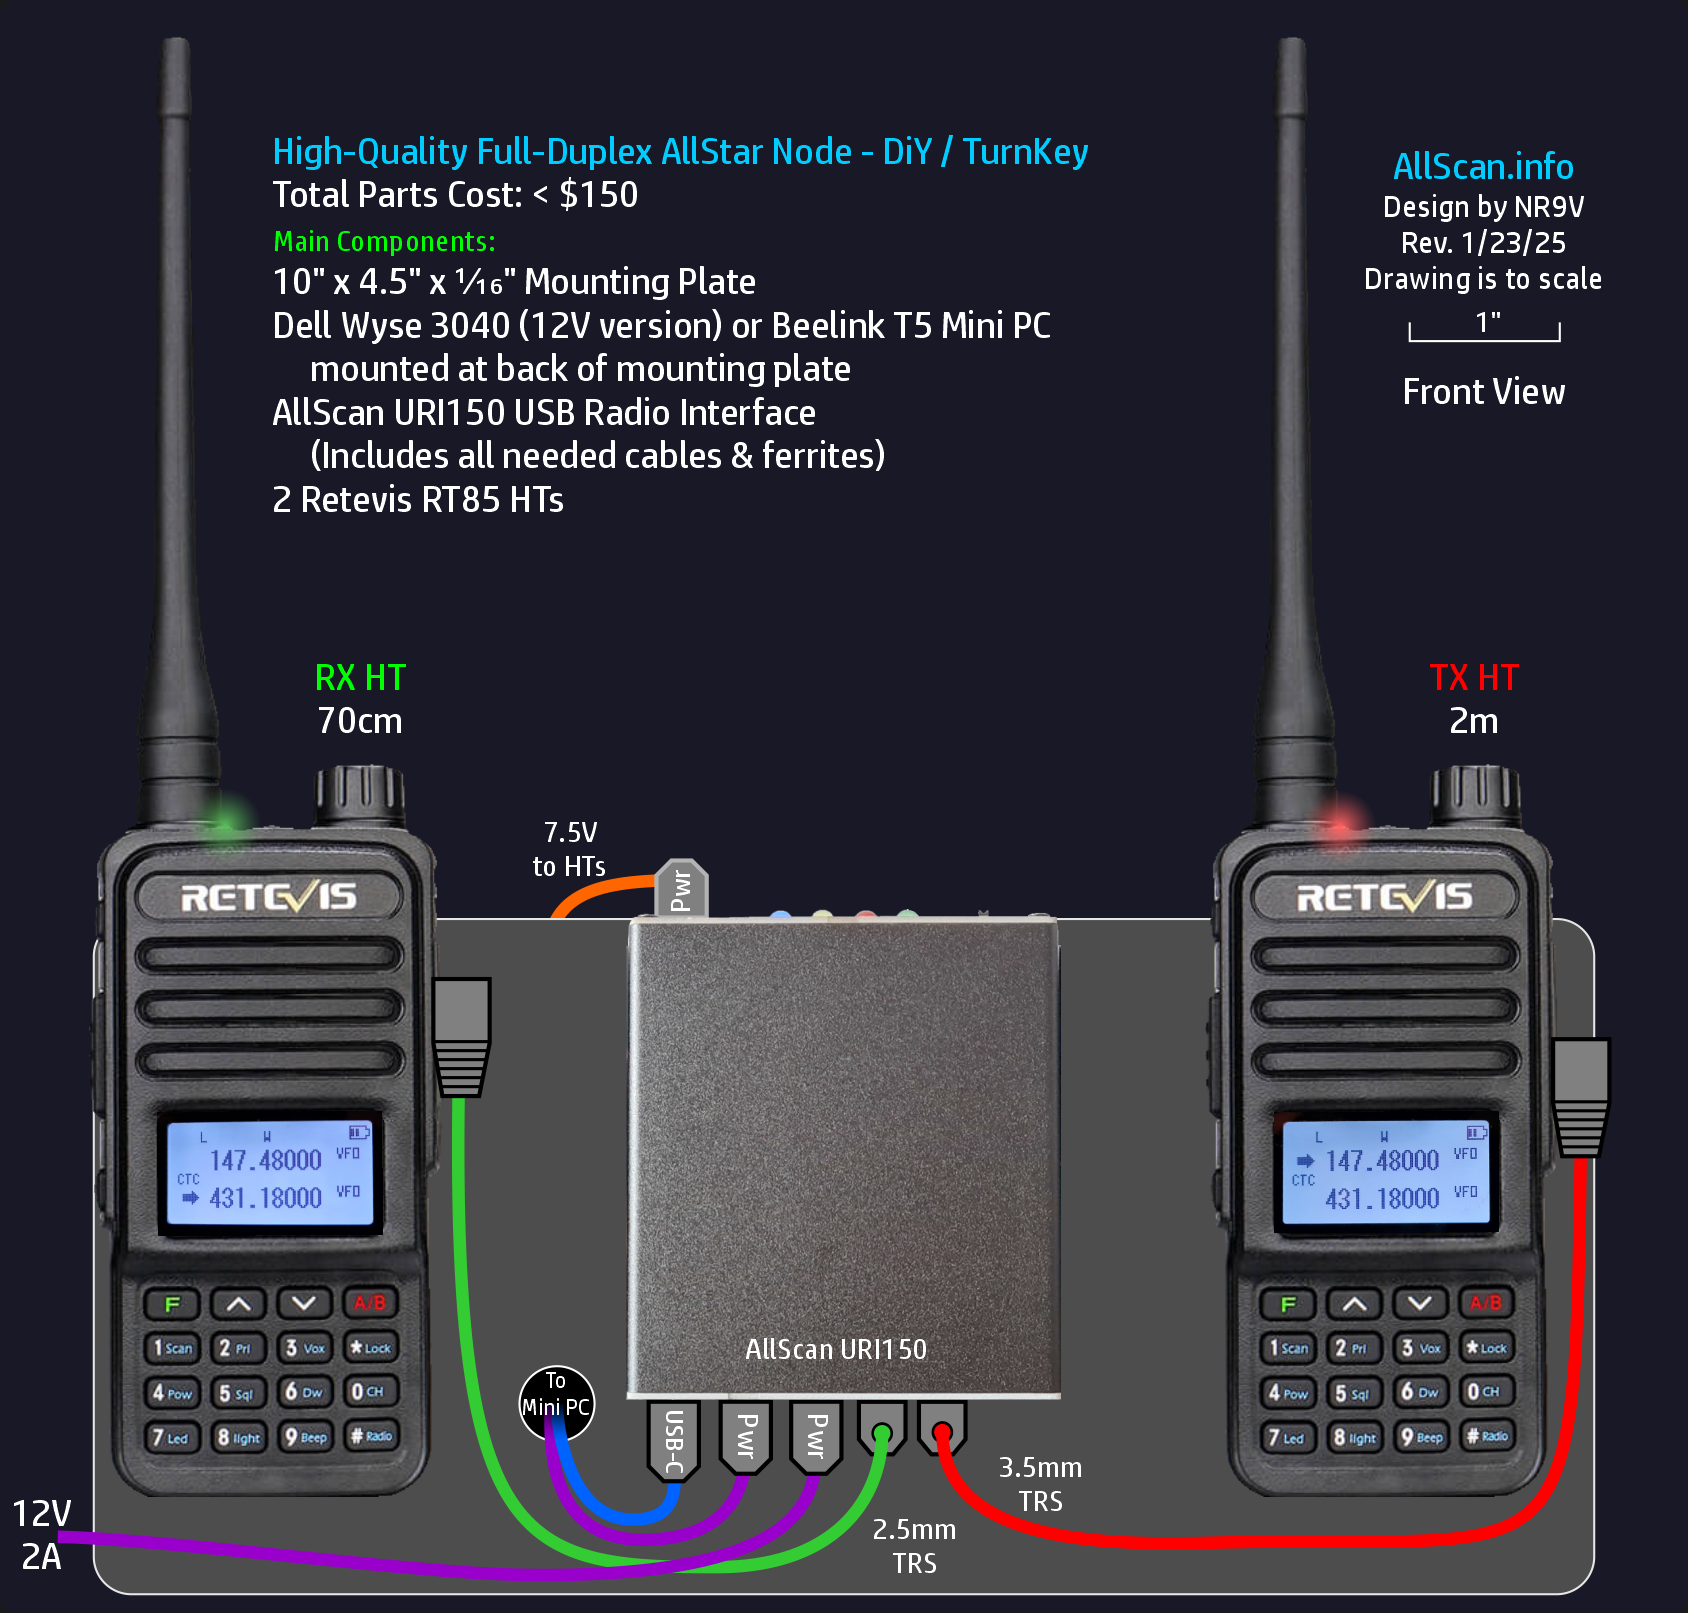 High-Quality Full-Duplex AllStar Node - DiY / TurnKey
Total Parts Cost: < $150
Main Components:
10" x 4.5" x 1⁄16" Mounting Plate
Dell Wyse 3040 (12V version) or Beelink T5 Mini PC
mounted at back of mounting plate
AllScan URI150 USB Radio Interface
(Includes all needed cables & ferrites)
2 Retevis RT85 HTs
AllScan.info
Design by NR9V
Rev. 1/23/25
Drawing is to scale
1"
Front View
RX HT
70cm
TX HT
2m
7.5V
to HTs
Pwr
RETEVIS
L W
147.48000 VFO
CTC
431.18000 VFO
F A/B
1 Scan 2 Pri 3 Vox * Lock
4 Pow 5 Sql 6 Dw 0 CH
7 Led 8 light 9 Beep # Radio
AllScan URI150
To
Mini PC
USB-C
Pwr
Pwr
3.5mm
TRS
2.5mm
TRS
12V
2A
RETEVIS
L W
147.48000 VFO
CTC
431.18000 VFO
F A/B
1 Scan 2 Pri 3 Vox * Lock
4 Pow 5 Sql 6 Dw 0 CH
7 Led 8 light 9 Beep # Radio